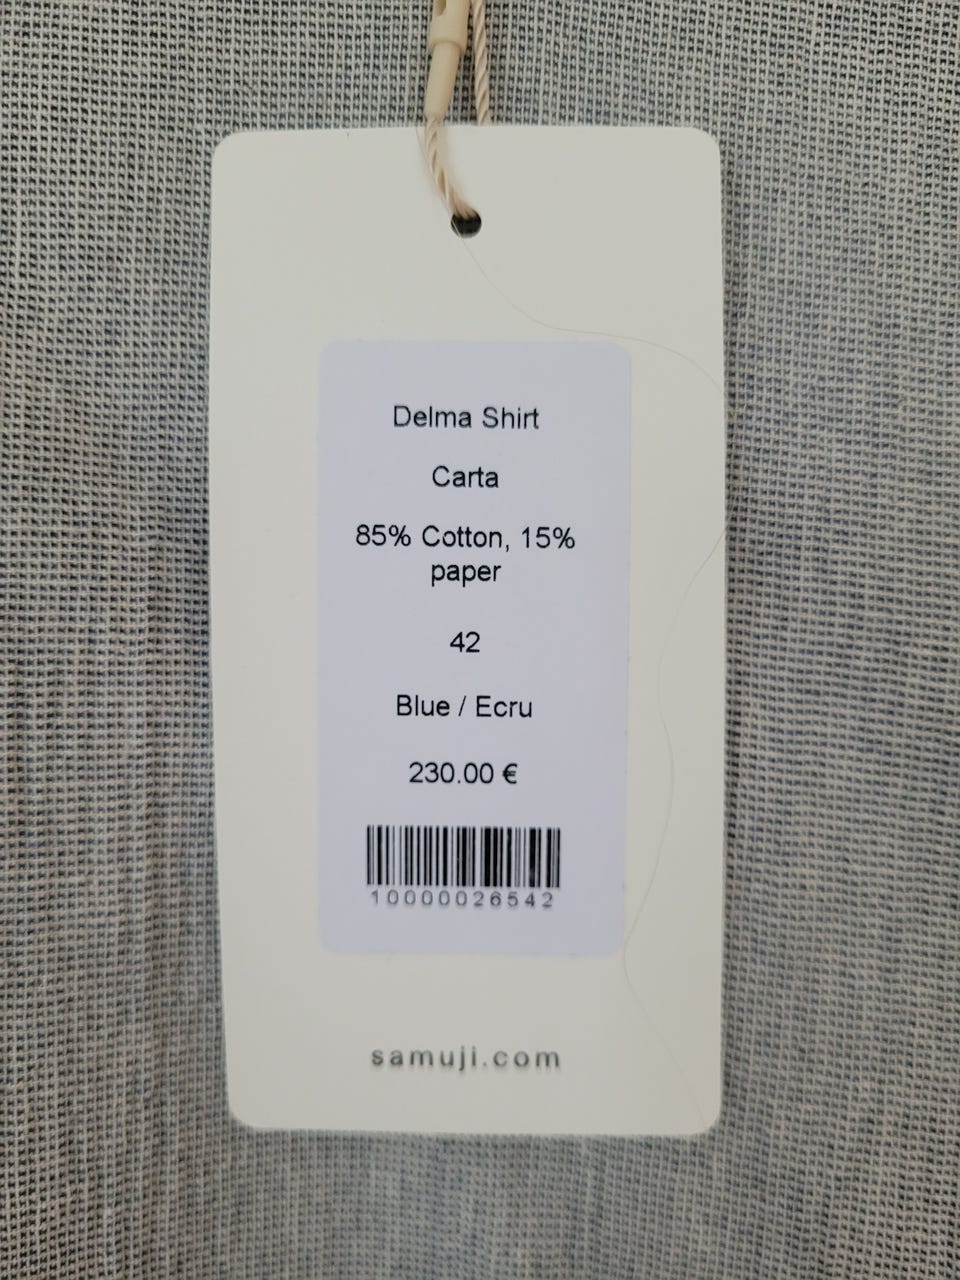 Delma Shirt
Carta
85% Cotton, 15%
paper
42
Blue / Ecru
230.00 €
10000026542
samuji.com